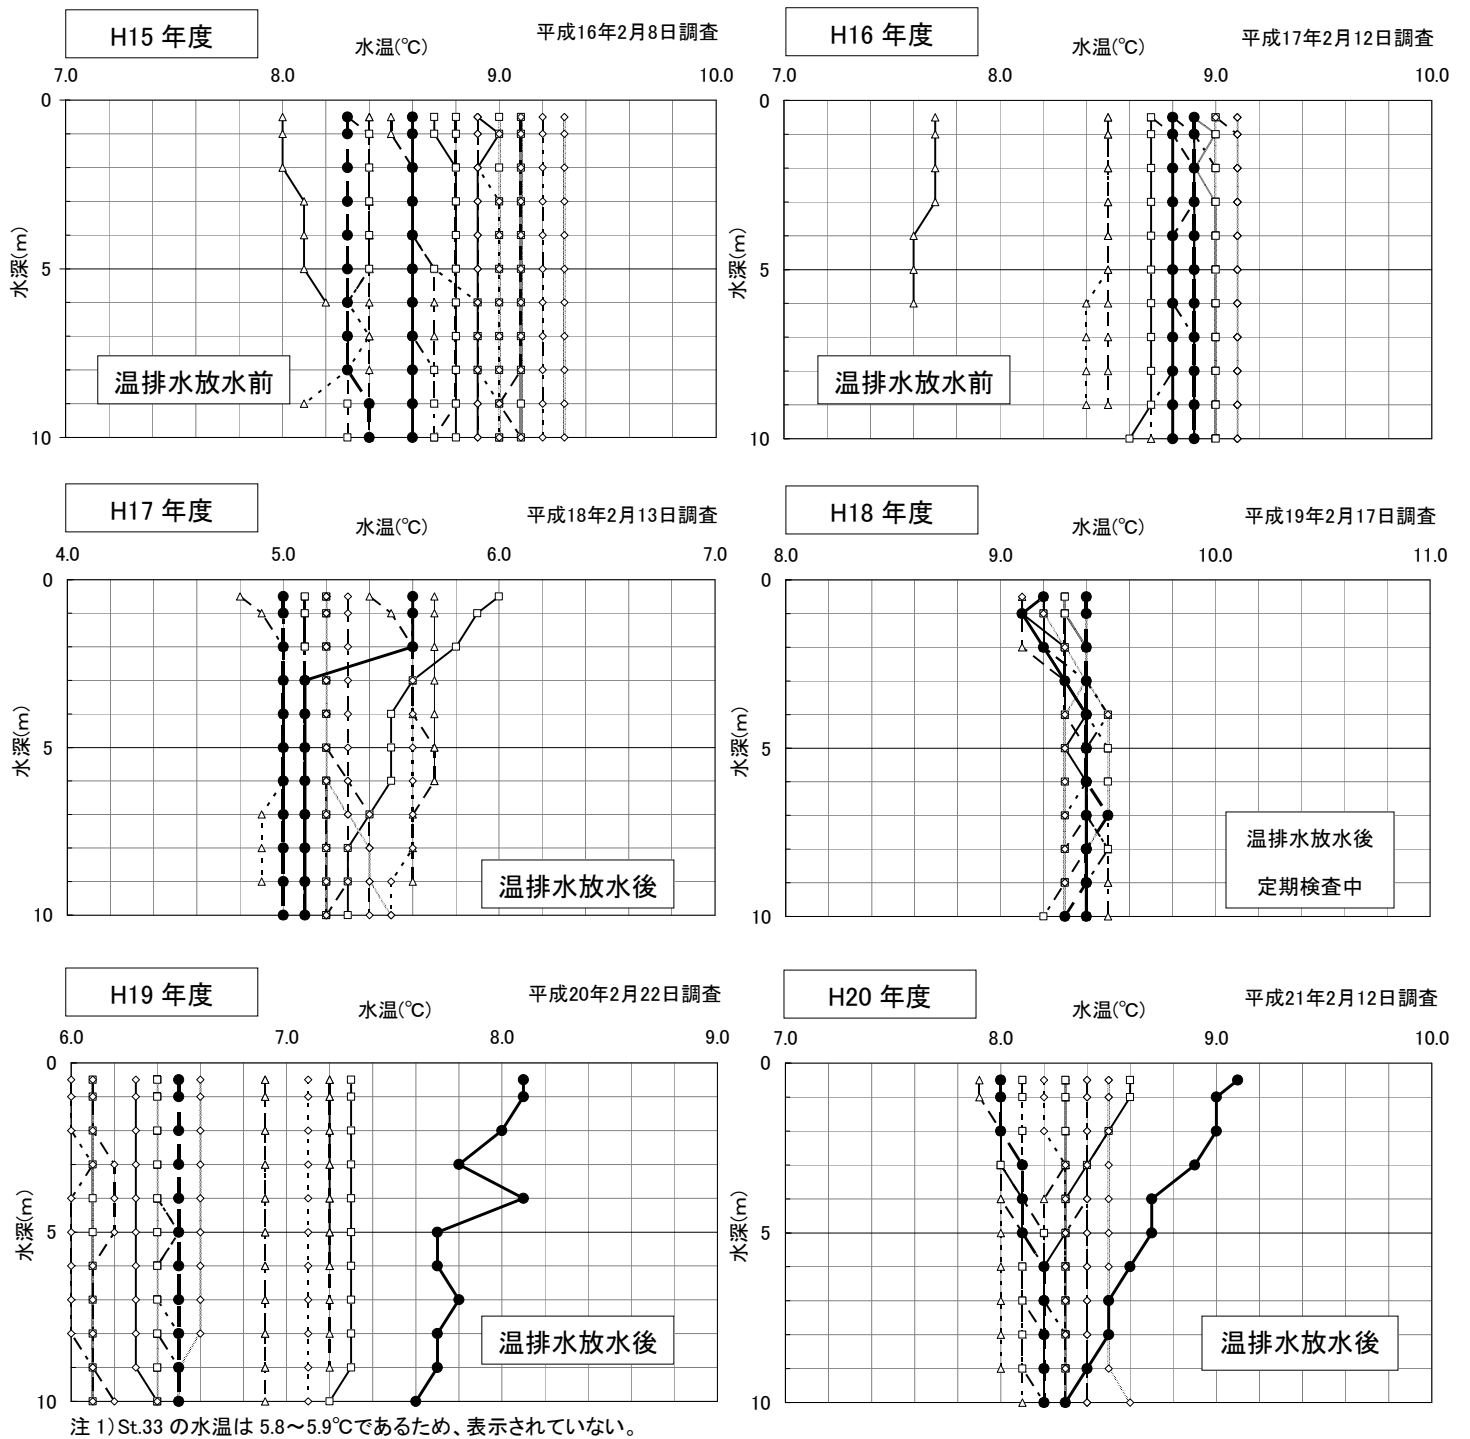 H15 年度
水温(℃)
平成16年2月8日調査
7.0 8.0 9.0 10.0
0
5
10
水深(m)
温排水放水前
H16 年度
水温(℃)
平成17年2月12日調査
7.0 8.0 9.0 10.0
0
5
10
水深(m)
温排水放水前
H17 年度
水温(℃)
平成18年2月13日調査
4.0 5.0 6.0 7.0
0
5
10
水深(m)
温排水放水後
H18 年度
水温(℃)
平成19年2月17日調査
8.0 9.0 10.0 11.0
0
5
10
水深(m)
温排水放水後
定期検査中
H19 年度
水温(℃)
平成20年2月22日調査
6.0 7.0 8.0 9.0
0
5
10
水深(m)
温排水放水後
H20 年度
水温(℃)
平成21年2月12日調査
7.0 8.0 9.0 10.0
0
5
10
水深(m)
温排水放水後
注 1)St.33 の水温は 5.8～5.9℃であるため、表示されていない。